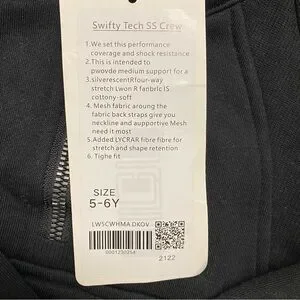 Swifty Tech SS Crew
1.We set this performance
coverage and shock resistance
2.This is intended to
pwovde medium support for a
3.silverescentRfour-way
stretch Lwon R fanbrlc IS
cottony-soft
4. Mesh fabric aroung the
fabric back straps give you
neckline and aupportive Mesh
need it most
5.Added LYCRAR fibre fibre for
stretch and shape retention
6. Tighe fit
SIZE
5-6Y
LW5CWHMA DKOV
0001250254
2122